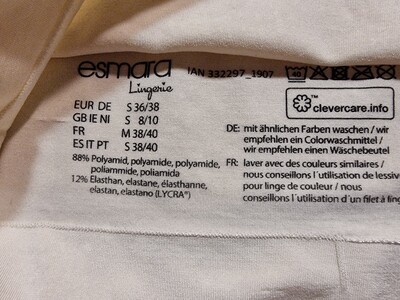 esmara
Lingerie
IAN 332297_1907
40
clevercare.info
EUR DE S 36/38
GB IE NI S 8/10
FR M 38/40
ES IT PT S 38/40
88% Polyamid, polyamide, polyamide,
poliammide, poliamida
12% Elasthan, elastane, élasthanne,
elastan, elastano (LYCRA®)
DE: mit ähnlichen Farben waschen / wir
empfehlen ein Colorwaschmittel /
wir empfehlen einen Wäschebeutel
FR: laver avec des couleurs similaires /
nous conseillons l´utilisation de lessive
pour linge de couleur / nous
conseillons l´utilisation d´un filet à